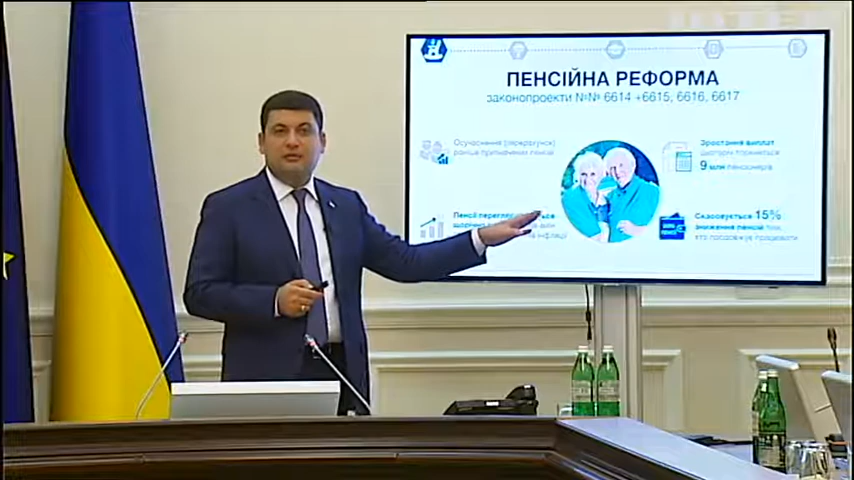 ПЕНСІЙНА РЕФОРМА
законопроекти №№ 6614 +6615, 6616, 6617
Осучаснення (перерахунок)
раніше призначених пенсій
Зростання виплат
9 млн пенсіонерів
Скасовується 15%
зниження пенсій тим,
хто продовжує працювати